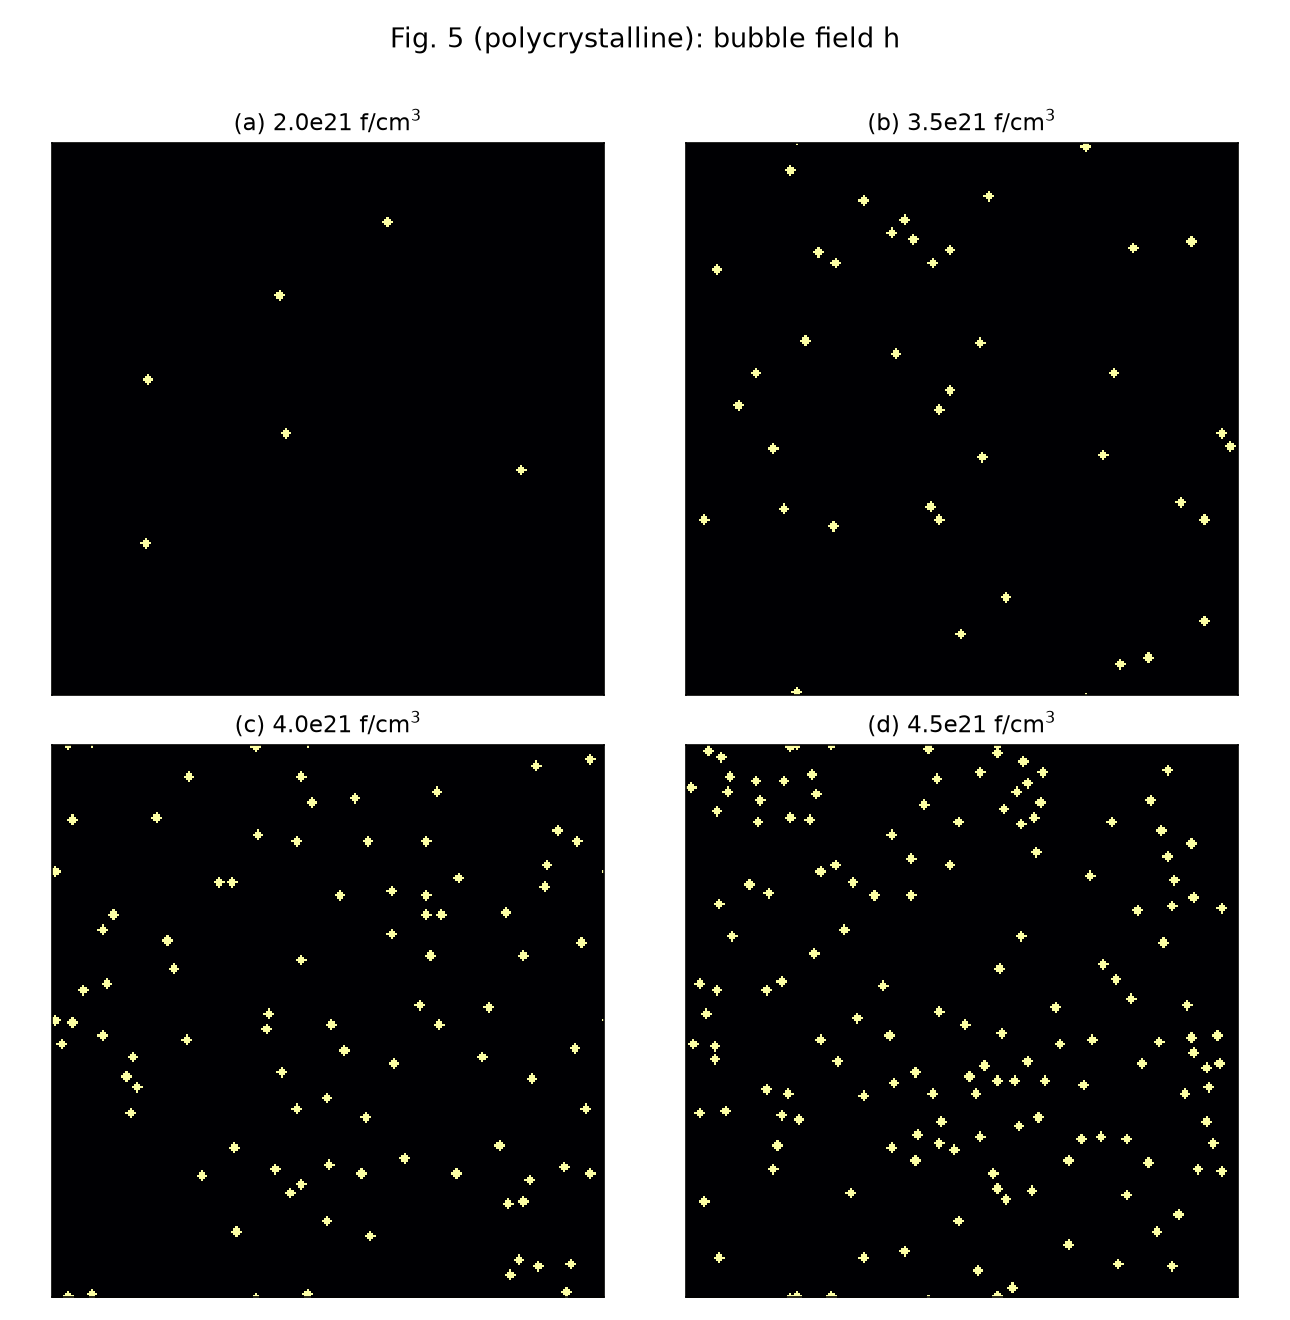 Fig. 5 (polycrystalline): bubble field h
(a) 2.0e21 f/cm³
(b) 3.5e21 f/cm³
(c) 4.0e21 f/cm³
(d) 4.5e21 f/cm³